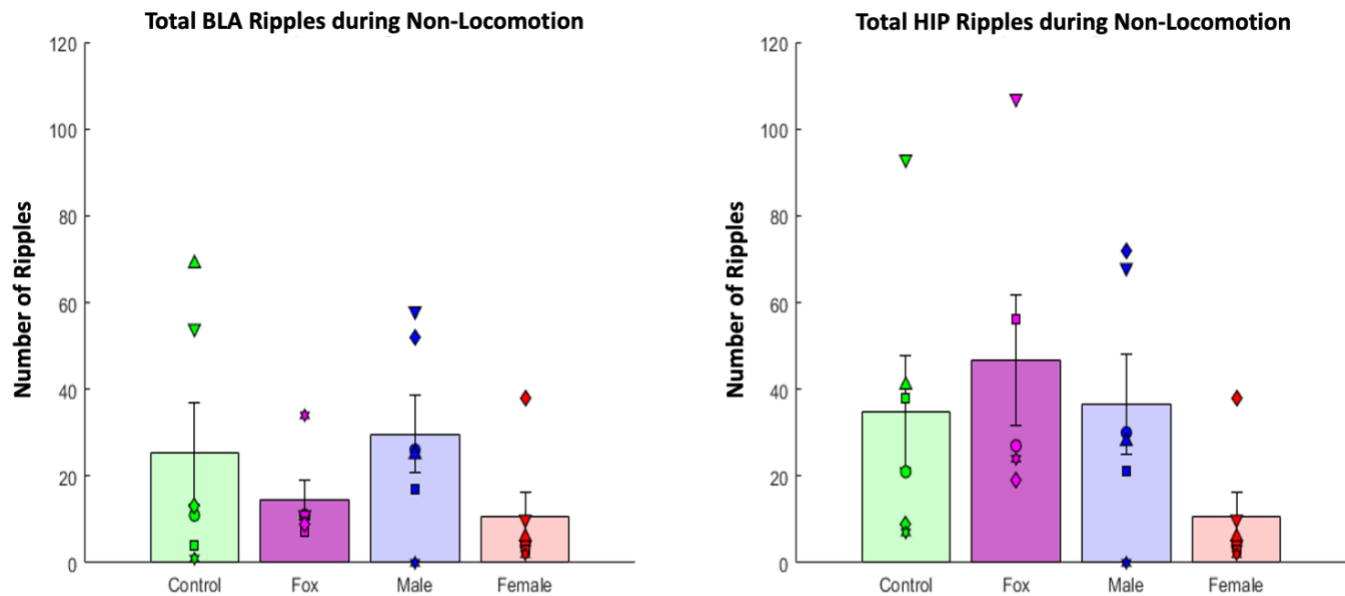 Total BLA Ripples during Non-Locomotion
Number of Ripples
120
100
80
60
40
20
0
Control Fox Male Female
Total HIP Ripples during Non-Locomotion
Number of Ripples
120
100
80
60
40
20
0
Control Fox Male Female